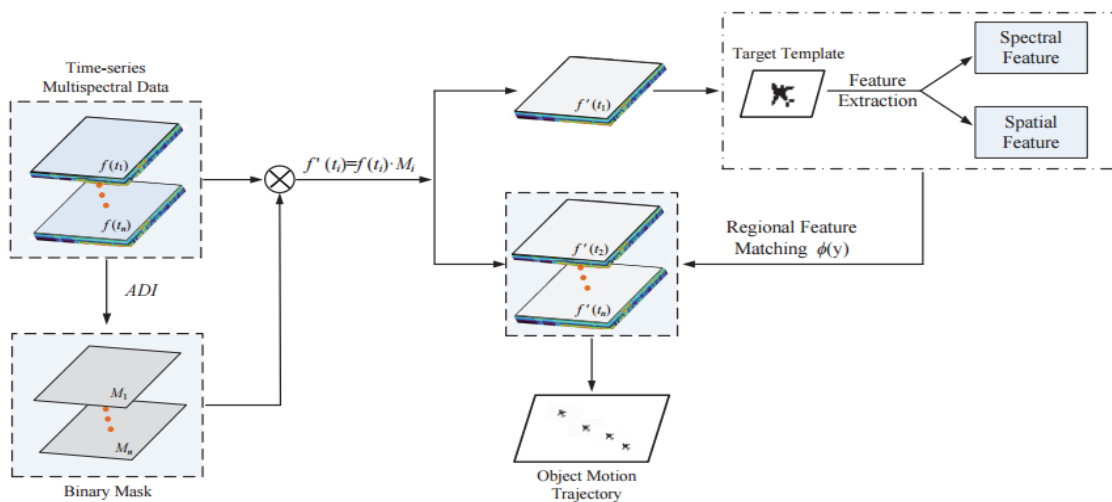 Time-series
Multispectral Data
f(t₁)
f(tₙ)
ADI
M₁
Mₙ
Binary Mask
f'(tᵢ)=f(tᵢ)·Mᵢ
f'(t₁)
Target Template
Feature
Extraction
Spectral
Feature
Spatial
Feature
f'(t₂)
f'(tₙ)
Regional Feature
Matching ϕ(y)
Object Motion
Trajectory